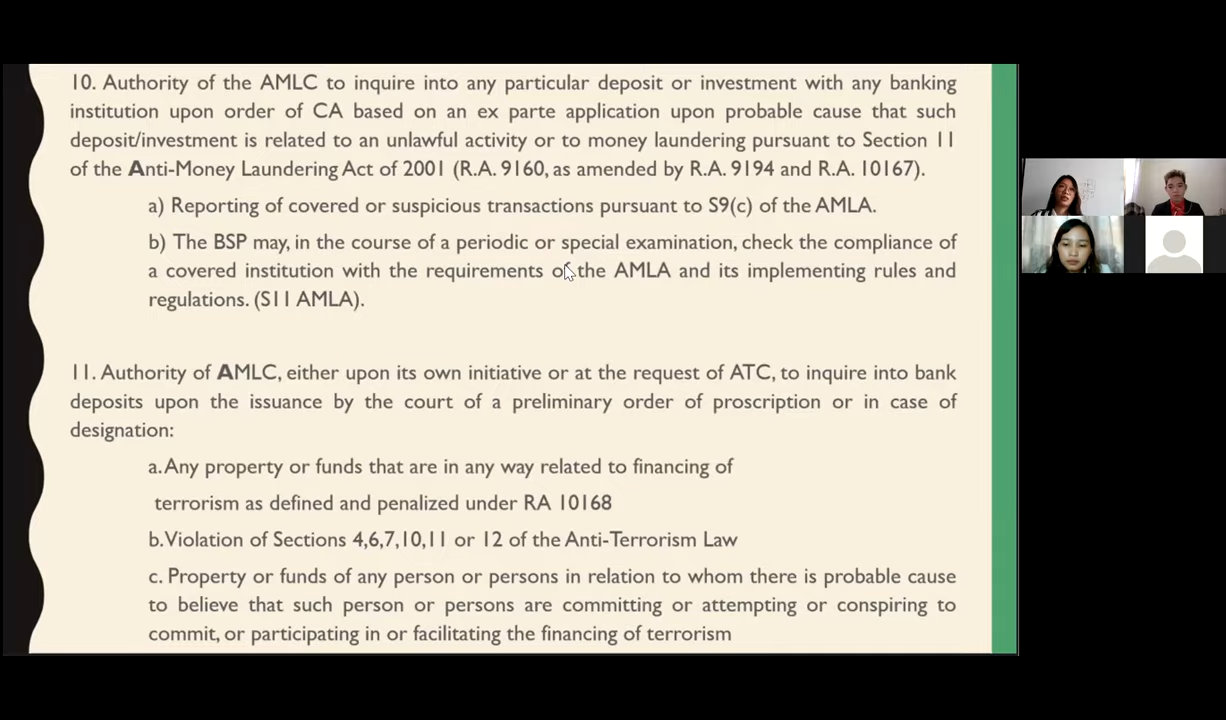 10. Authority of the AMLC to inquire into any particular deposit or investment with any banking
institution upon order of CA based on an ex parte application upon probable cause that such
deposit/investment is related to an unlawful activity or to money laundering pursuant to Section 11
of the Anti-Money Laundering Act of 2001 (R.A. 9160, as amended by R.A. 9194 and R.A. 10167).
a) Reporting of covered or suspicious transactions pursuant to S9(c) of the AMLA.
b) The BSP may, in the course of a periodic or special examination, check the compliance of
a covered institution with the requirements of the AMLA and its implementing rules and
regulations. (S11 AMLA).
11. Authority of AMLC, either upon its own initiative or at the request of ATC, to inquire into bank
deposits upon the issuance by the court of a preliminary order of proscription or in case of
designation:
a. Any property or funds that are in any way related to financing of
terrorism as defined and penalized under RA 10168
b. Violation of Sections 4,6,7,10,11 or 12 of the Anti-Terrorism Law
c. Property or funds of any person or persons in relation to whom there is probable cause
to believe that such person or persons are committing or attempting or conspiring to
commit, or participating in or facilitating the financing of terrorism